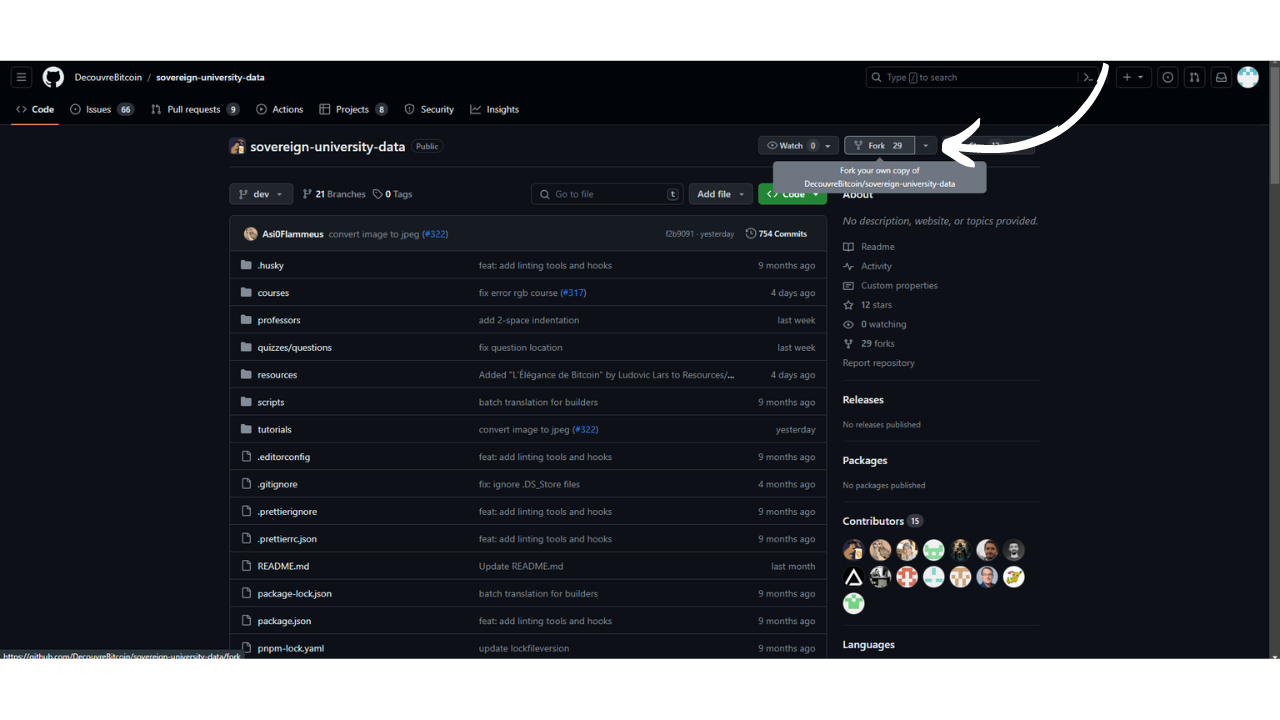 DecouvreBitcoin / sovereign-university-data
Type / to search
Code Issues 66 Pull requests 9 Actions Projects 8 Security Insights
sovereign-university-data Public
Watch 0 Fork 29
Fork your own copy of
DecouvreBitcoin/sovereign-university-data
dev 21 Branches 0 Tags Go to file t Add file Code
About
No description, website, or topics provided.
Asi0Flammeus convert image to jpeg (#322) f2b9091 · yesterday 754 Commits
.husky feat: add linting tools and hooks 9 months ago
courses fix error rgb course (#317) 4 days ago
professors add 2-space indentation last week
quizzes/questions fix question location last week
resources Added "L'Élégance de Bitcoin" by Ludovic Lars to Resources/... 4 days ago
scripts batch translation for builders 9 months ago
tutorials convert image to jpeg (#322) yesterday
.editorconfig feat: add linting tools and hooks 9 months ago
.gitignore fix: ignore .DS_Store files 4 months ago
.prettierignore feat: add linting tools and hooks 9 months ago
.prettierrc.json feat: add linting tools and hooks 9 months ago
README.md Update README.md last month
package-lock.json batch translation for builders 9 months ago
package.json feat: add linting tools and hooks 9 months ago
pnpm-lock.yaml update lockfileversion 9 months ago
Readme
Activity
Custom properties
12 stars
0 watching
29 forks
Report repository
Releases
No releases published
Packages
No packages published
Contributors 15
Languages
https://github.com/DecouvreBitcoin/sovereign-university-data/fork